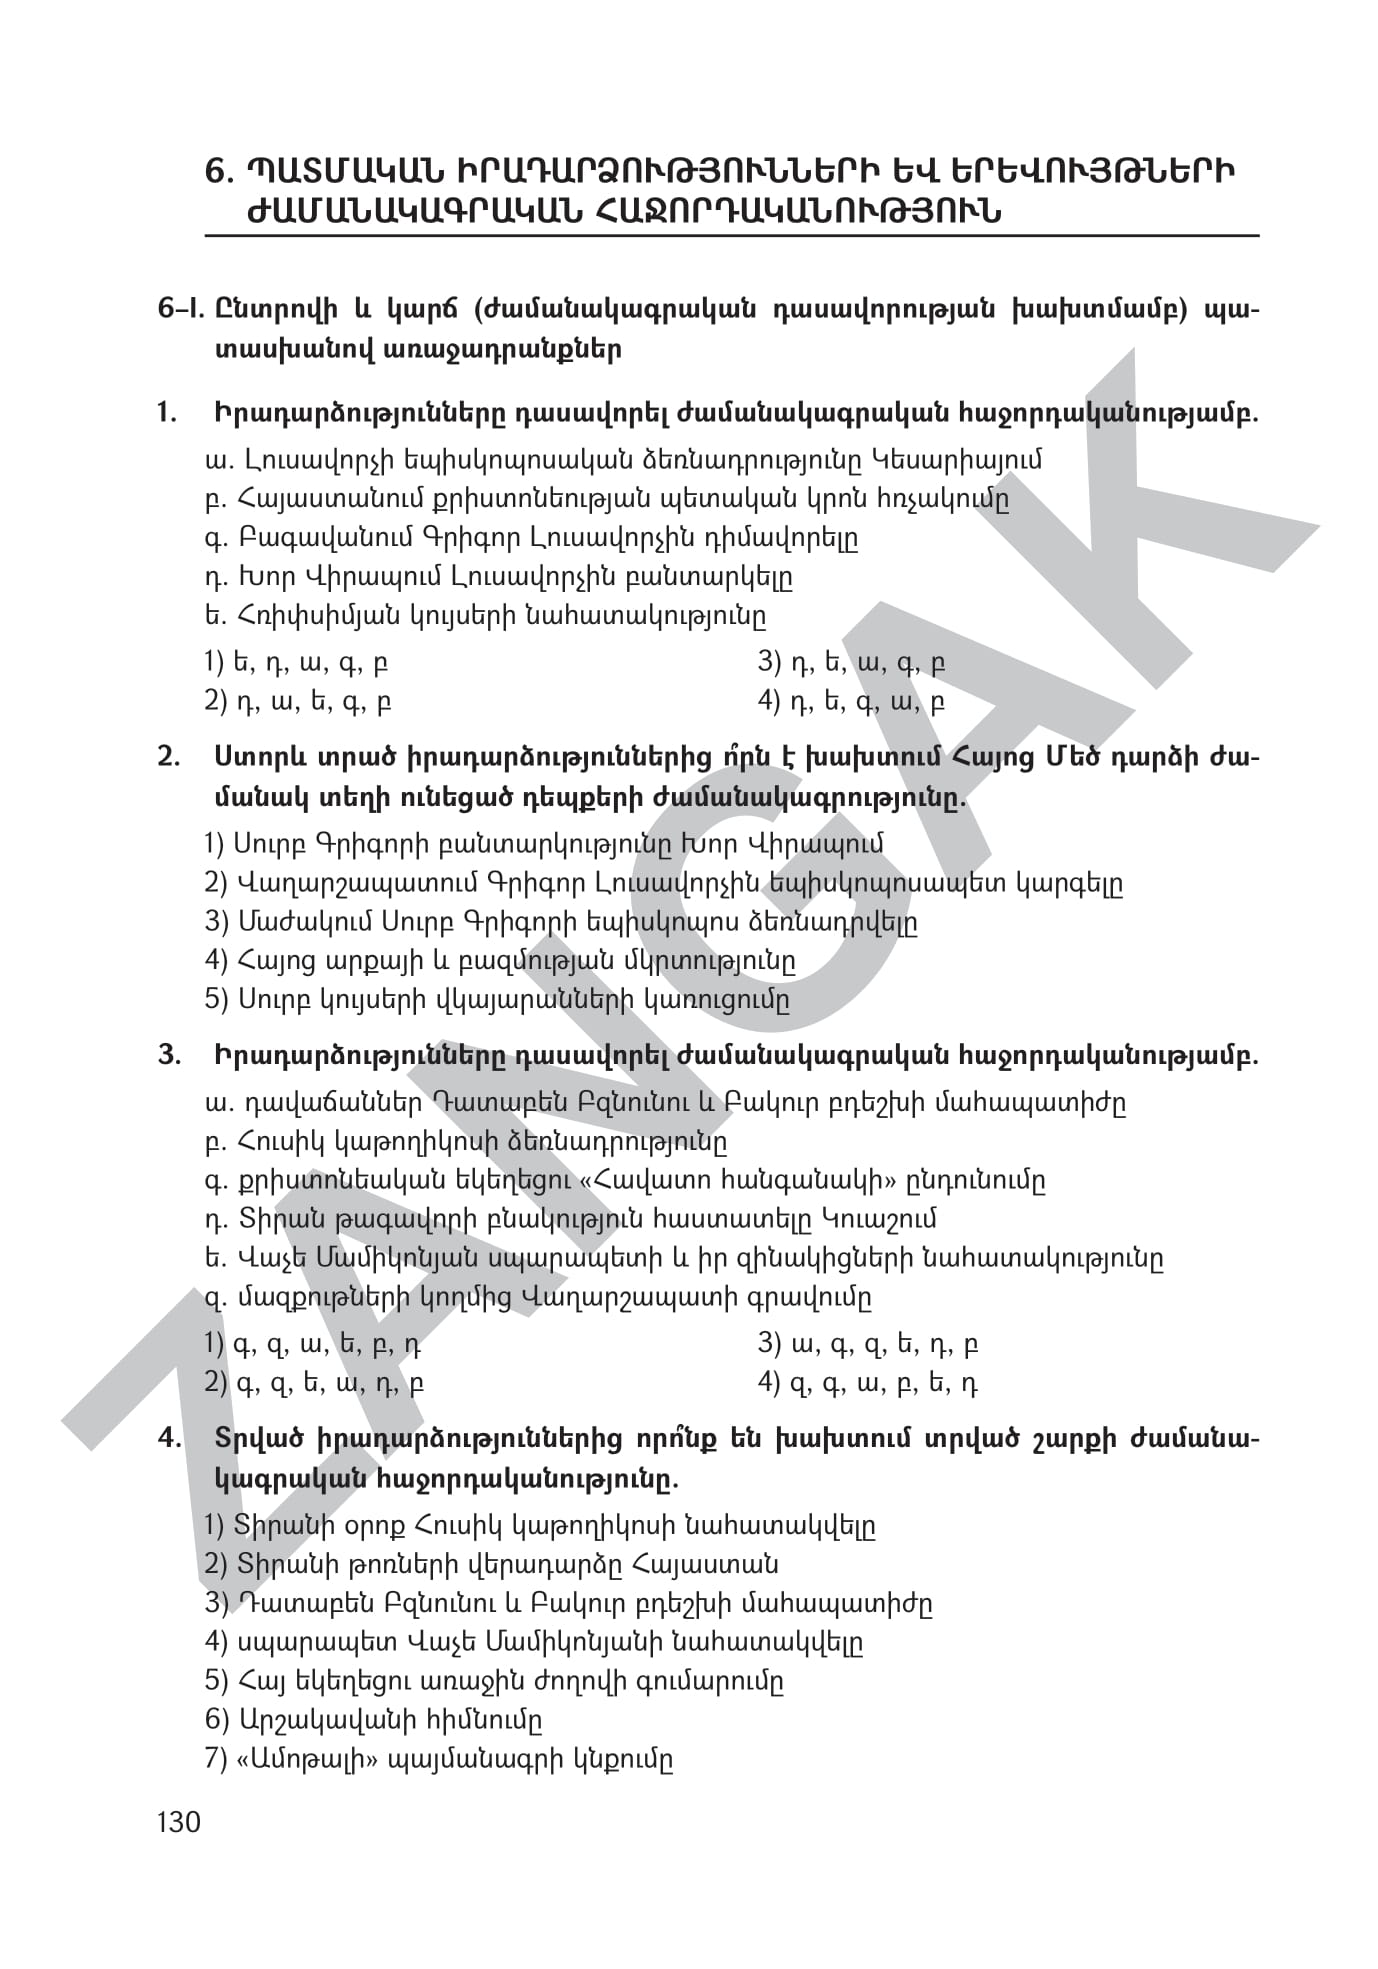 6. ՊԱՏՄԱԿԱՆ ԻՐԱԴԱՐՁՈՒԹՅՈՒՆՆԵՐԻ ԵՎ ԵՐԵՎՈՒՅԹՆԵՐԻ
ԺԱՄԱՆԱԿԱԳՐԱԿԱՆ ՀԱՋՈՐԴԱԿԱՆՈՒԹՅՈՒՆ
6–I. Ընտրովի և կարճ (ժամանակագրական դասավորության խախտմամբ) պա-
տասխանով առաջադրանքներ
1. Իրադարձությունները դասավորել ժամանակագրական հաջորդականությամբ.
ա. Լուսավորչի եպիսկոպոսական ձեռնադրությունը Կեսարիայում
բ. Հայաստանում քրիստոնեության պետական կրոն հռչակումը
գ. Բագավանում Գրիգոր Լուսավորչին դիմավորելը
դ. Խոր Վիրապում Լուսավորչին բանտարկելը
ե. Հռիփսիմյան կույսերի նահատակությունը
1) ե, դ, ա, գ, բ
3) դ, ե, ա, գ, բ
2) դ, ա, ե, գ, բ
4) դ, ե, գ, ա, բ
2. Ստորև տրած իրադարձություններից ո՞րն է խախտում Հայոց Մեծ դարձի ժա-
մանակ տեղի ունեցած դեպքերի ժամանակագրությունը.
1) Սուրբ Գրիգորի բանտարկությունը Խոր Վիրապում
2) Վաղարշապատում Գրիգոր Լուսավորչին եպիսկոպոսապետ կարգելը
3) Մաժակում Սուրբ Գրիգորի եպիսկոպոս ձեռնադրվելը
4) Հայոց արքայի և բազմության մկրտությունը
5) Սուրբ կույսերի վկայարանների կառուցումը
3. Իրադարձությունները դասավորել ժամանակագրական հաջորդականությամբ.
ա. դավաճաններ Դատաբեն Բզնունու և Բակուր բդեշխի մահապատիժը
բ. Հուսիկ կաթողիկոսի ձեռնադրությունը
գ. քրիստոնեական եկեղեցու «Հավատո հանգանակի» ընդունումը
դ. Տիրան թագավորի բնակություն հաստատելը Կուաշում
ե. Վաչե Մամիկոնյան սպարապետի և իր զինակիցների նահատակությունը
զ. մազքութների կողմից Վաղարշապատի գրավումը
1) գ, զ, ա, ե, բ, դ
3) ա, գ, զ, ե, դ, բ
2) գ, զ, ե, ա, դ, բ
4) զ, գ, ա, բ, ե, դ
4. Տրված իրադարձություններից որո՞նք են խախտում տրված շարքի ժամանա-
կագրական հաջորդականությունը.
1) Տիրանի օրոք Հուսիկ կաթողիկոսի նահատակվելը
2) Տիրանի թոռների վերադարձը Հայաստան
3) Դատաբեն Բզնունու և Բակուր բդեշխի մահապատիժը
4) սպարապետ Վաչե Մամիկոնյանի նահատակվելը
5) Հայ եկեղեցու առաջին ժողովի գումարումը
6) Արշակավանի հիմնումը
7) «Ամոթալի» պայմանագրի կնքումը
130
ZANGAK